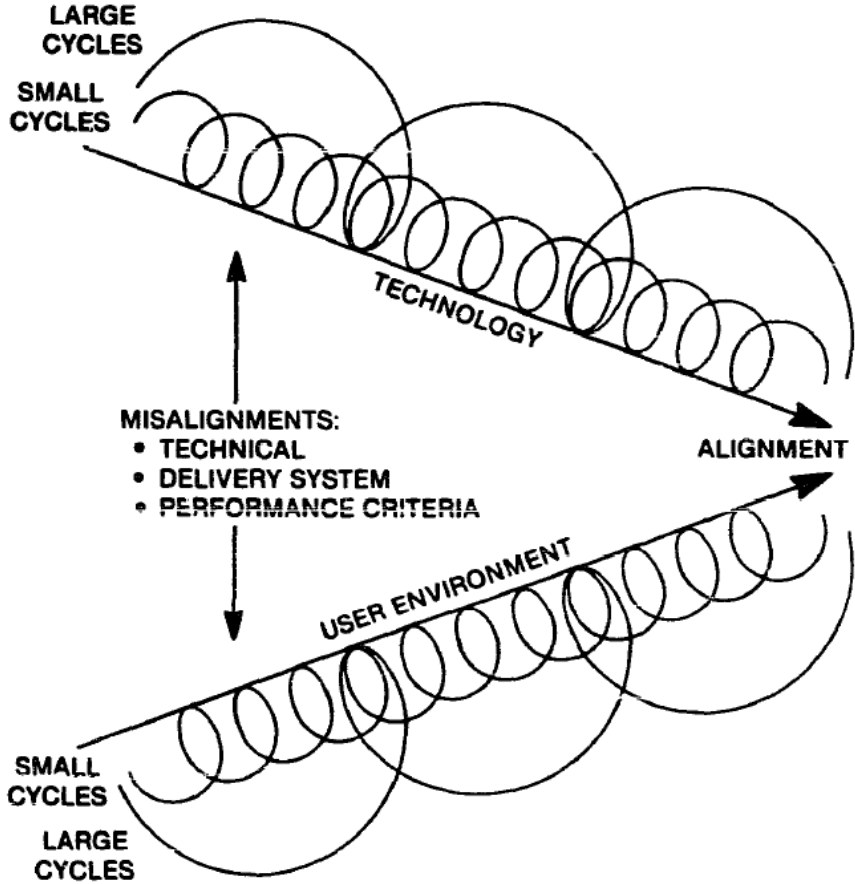 LARGE
CYCLES
SMALL
CYCLES
TECHNOLOGY
MISALIGNMENTS:
• TECHNICAL
• DELIVERY SYSTEM
• PERFORMANCE CRITERIA
ALIGNMENT
USER ENVIRONMENT
SMALL
CYCLES
LARGE
CYCLES